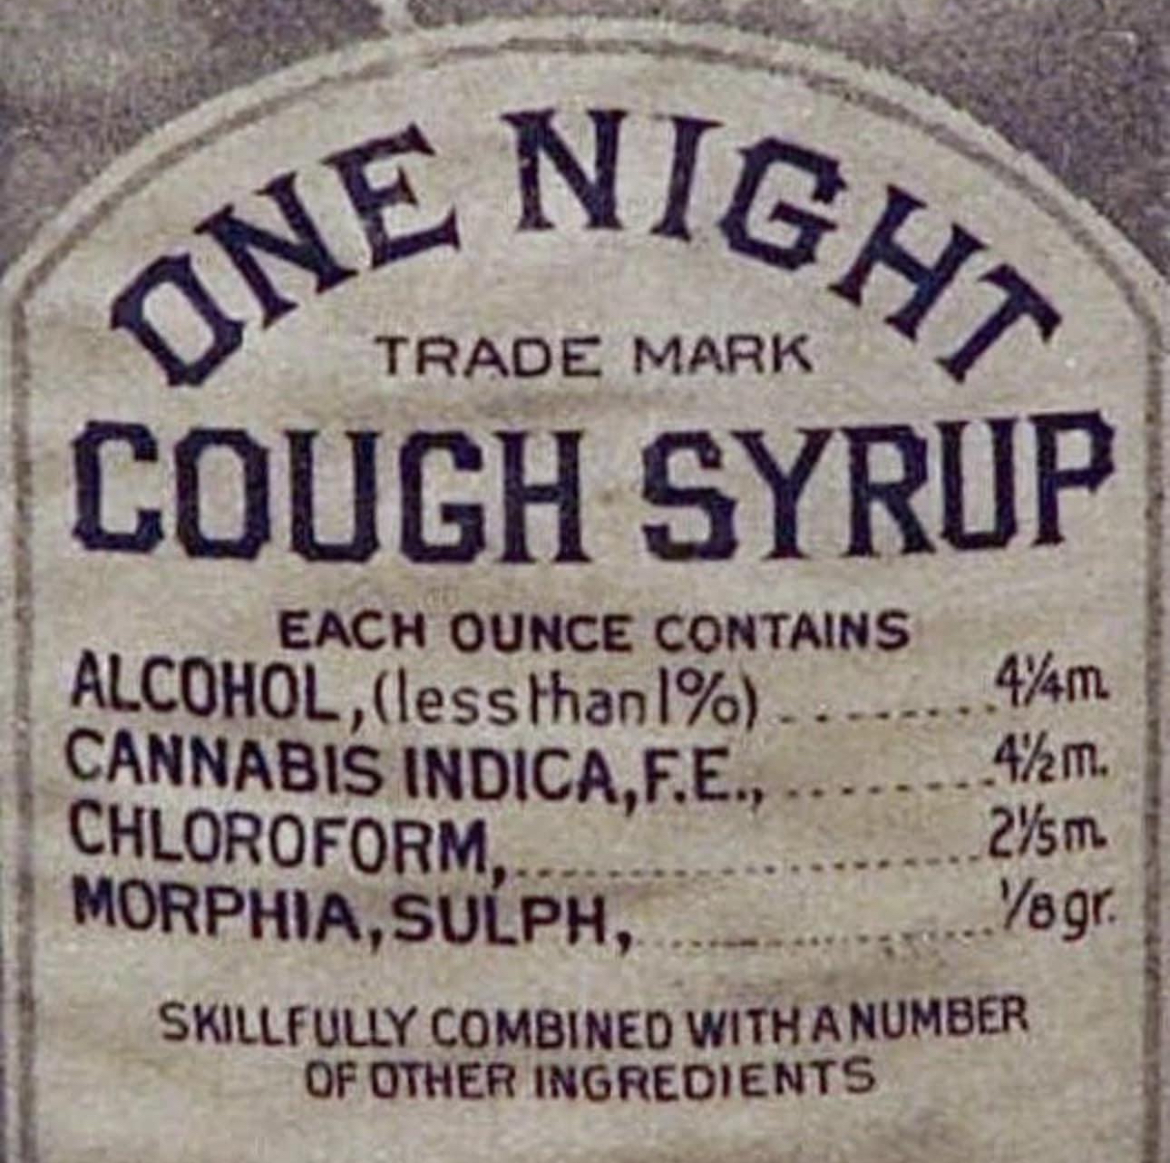 ONE NIGHT
TRADE MARK
COUGH SYRUP
EACH OUNCE CONTAINS
ALCOHOL, (less than 1%) ........ 4¼m.
CANNABIS INDICA, F.E., ........ 4½m.
CHLOROFORM, ........ 2⅕m.
MORPHIA, SULPH, ........ ⅛gr.
SKILLFULLY COMBINED WITH A NUMBER
OF OTHER INGREDIENTS